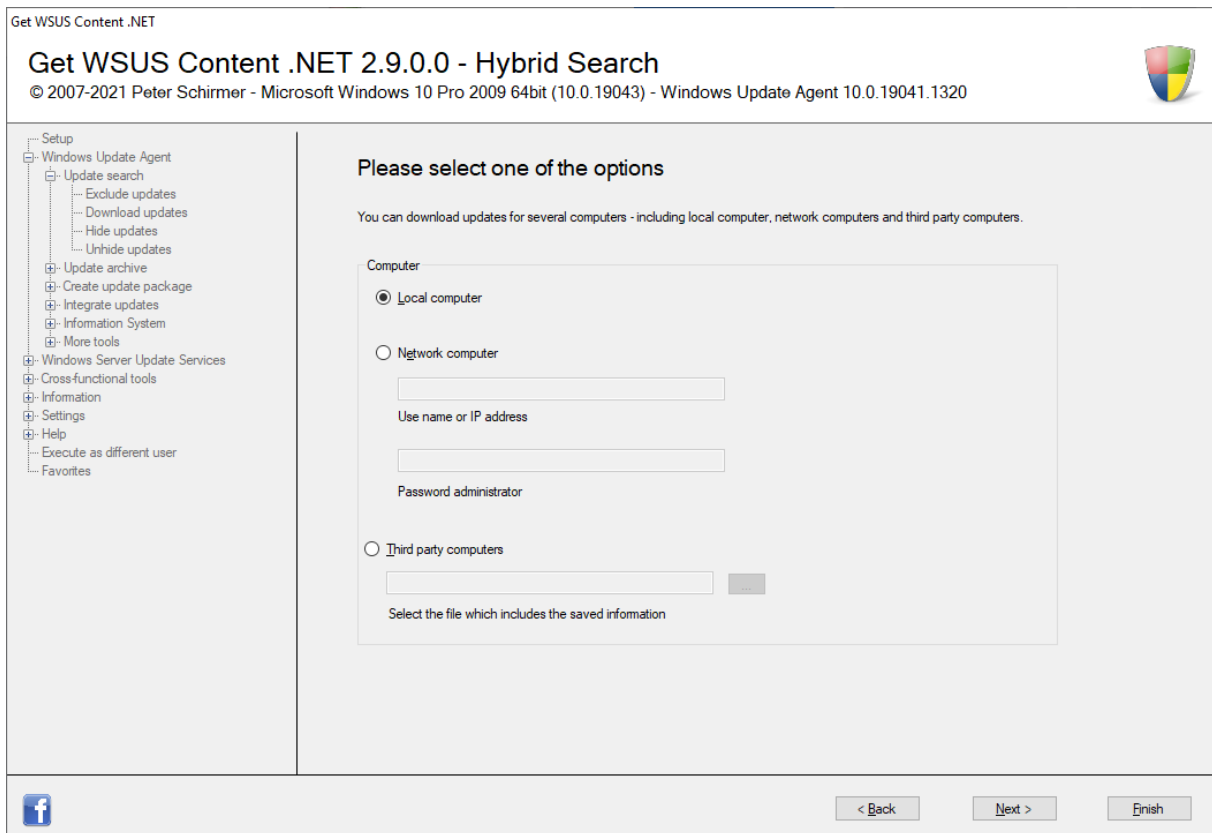 Get WSUS Content .NET
Get WSUS Content .NET 2.9.0.0 - Hybrid Search
© 2007-2021 Peter Schirmer - Microsoft Windows 10 Pro 2009 64bit (10.0.19043) - Windows Update Agent 10.0.19041.1320
Setup
Windows Update Agent
Update search
Exclude updates
Download updates
Hide updates
Unhide updates
Update archive
Create update package
Integrate updates
Information System
More tools
Windows Server Update Services
Cross-functional tools
Information
Settings
Help
Execute as different user
Favorites
Please select one of the options
You can download updates for several computers - including local computer, network computers and third party computers.
Computer
Local computer
Network computer
Use name or IP address
Password administrator
Third party computers
...
Select the file which includes the saved information
f
< Back
Next >
Finish